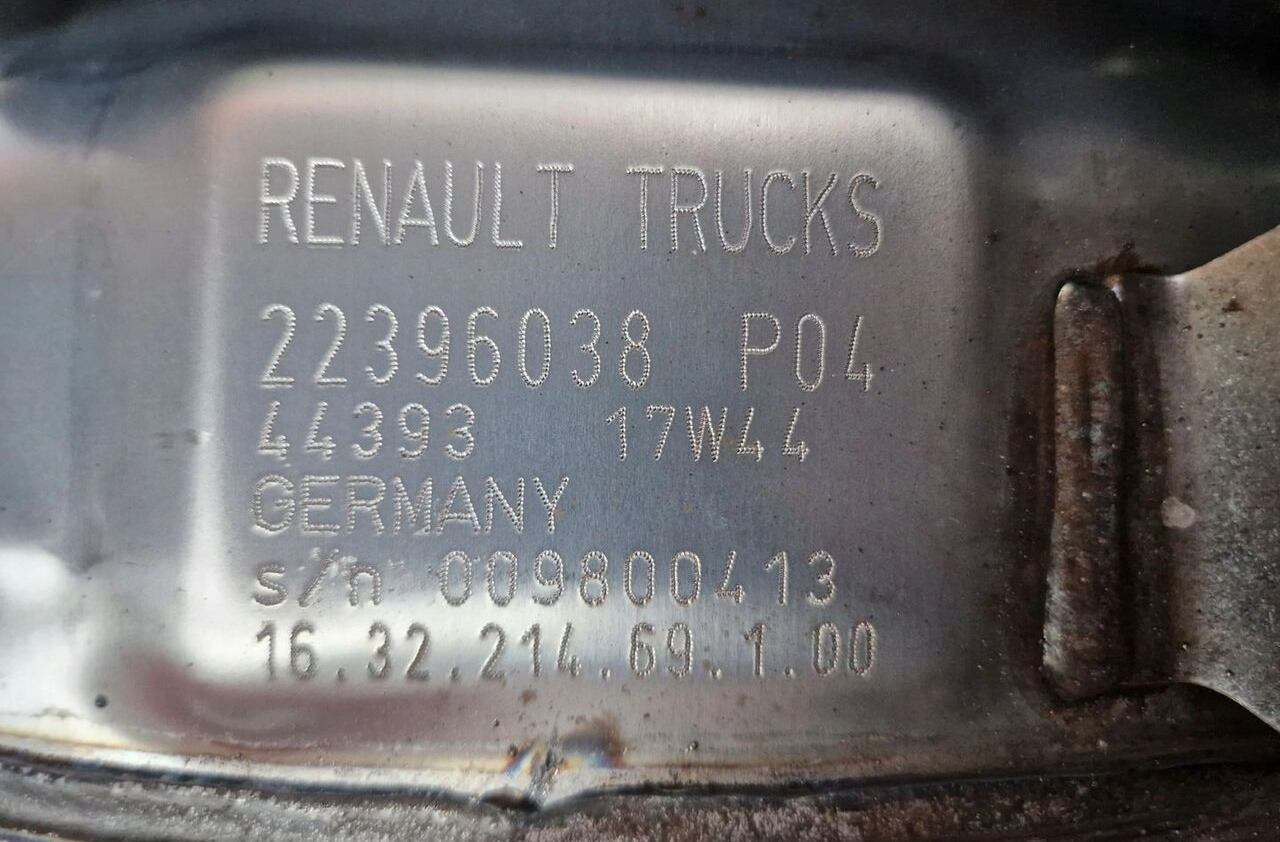 RENAULT TRUCKS
22396038 P04
44393 17W44
GERMANY
s/n 009800413
16.32.214.69.1.00